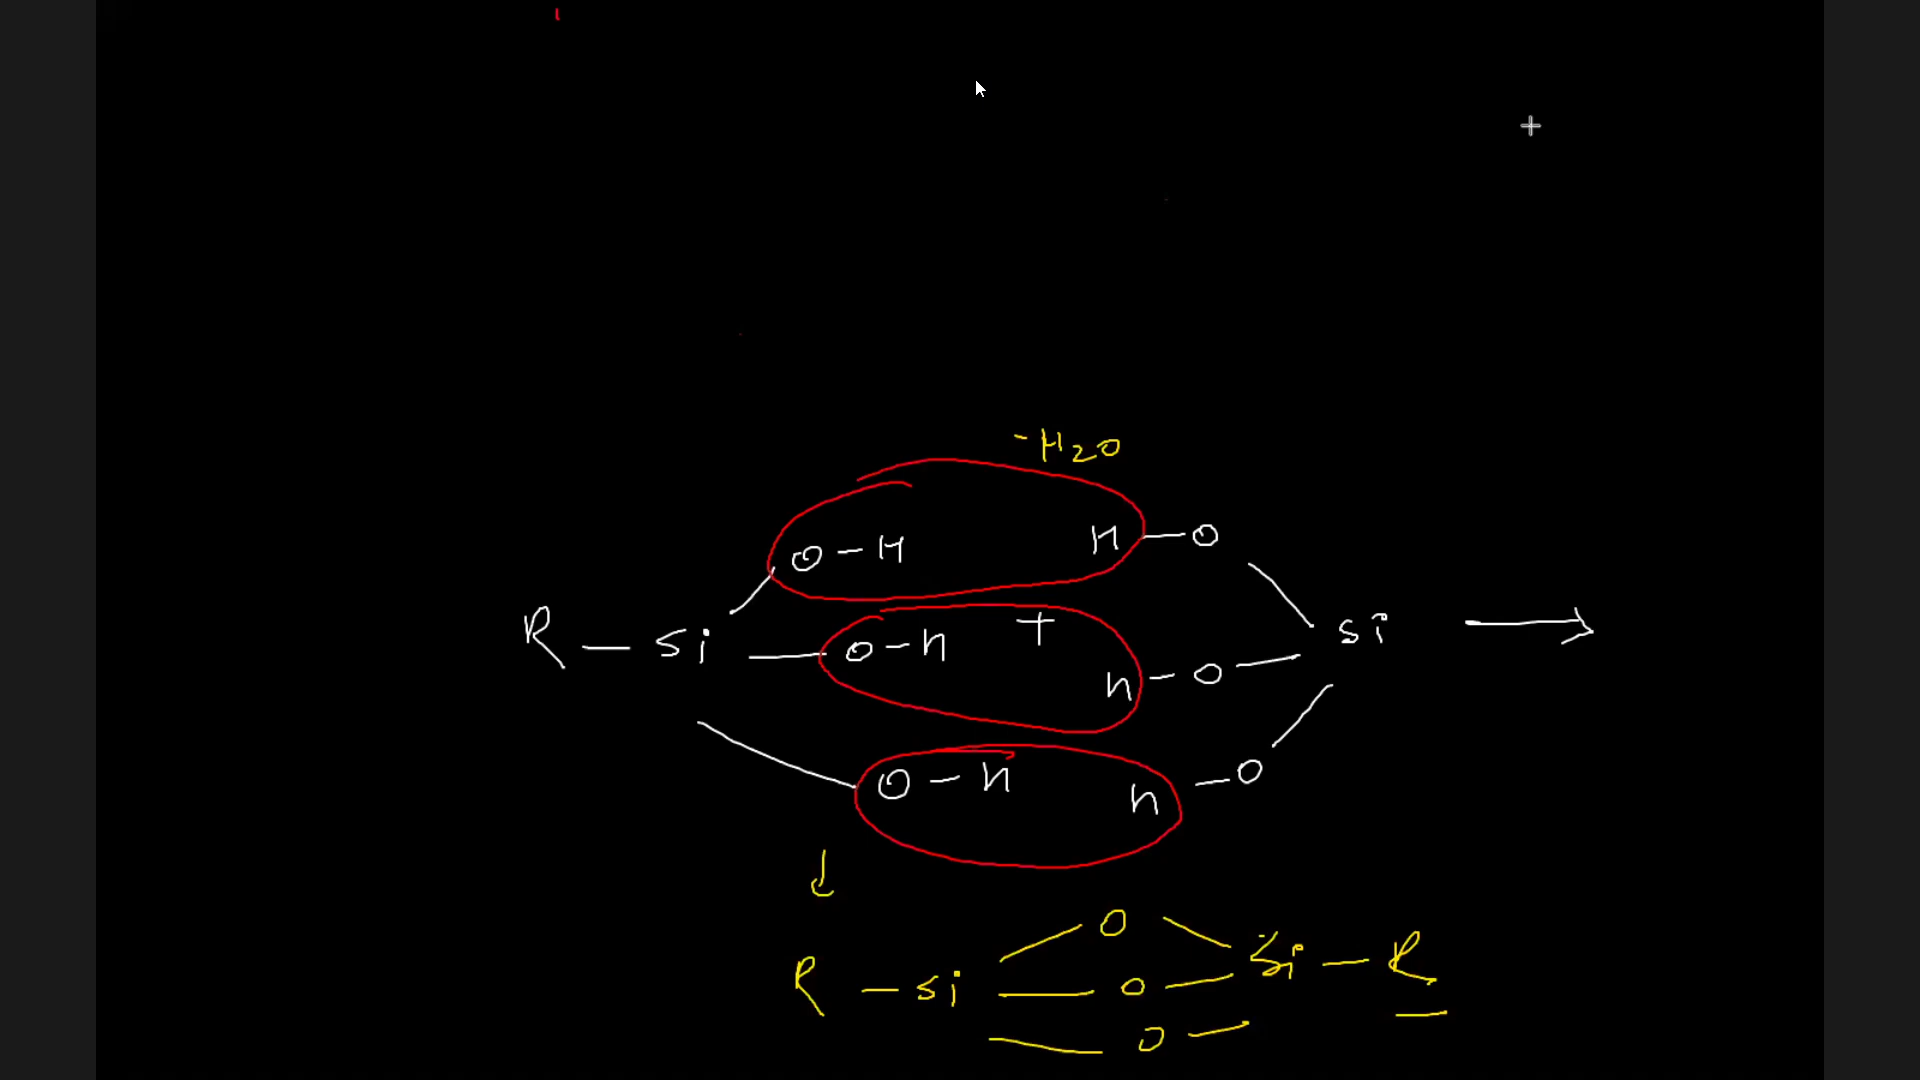 -H2O
O-H H-O
R-Si O-H + H-O Si →
O-H H-O
↓
R-Si O Si-R
O
O